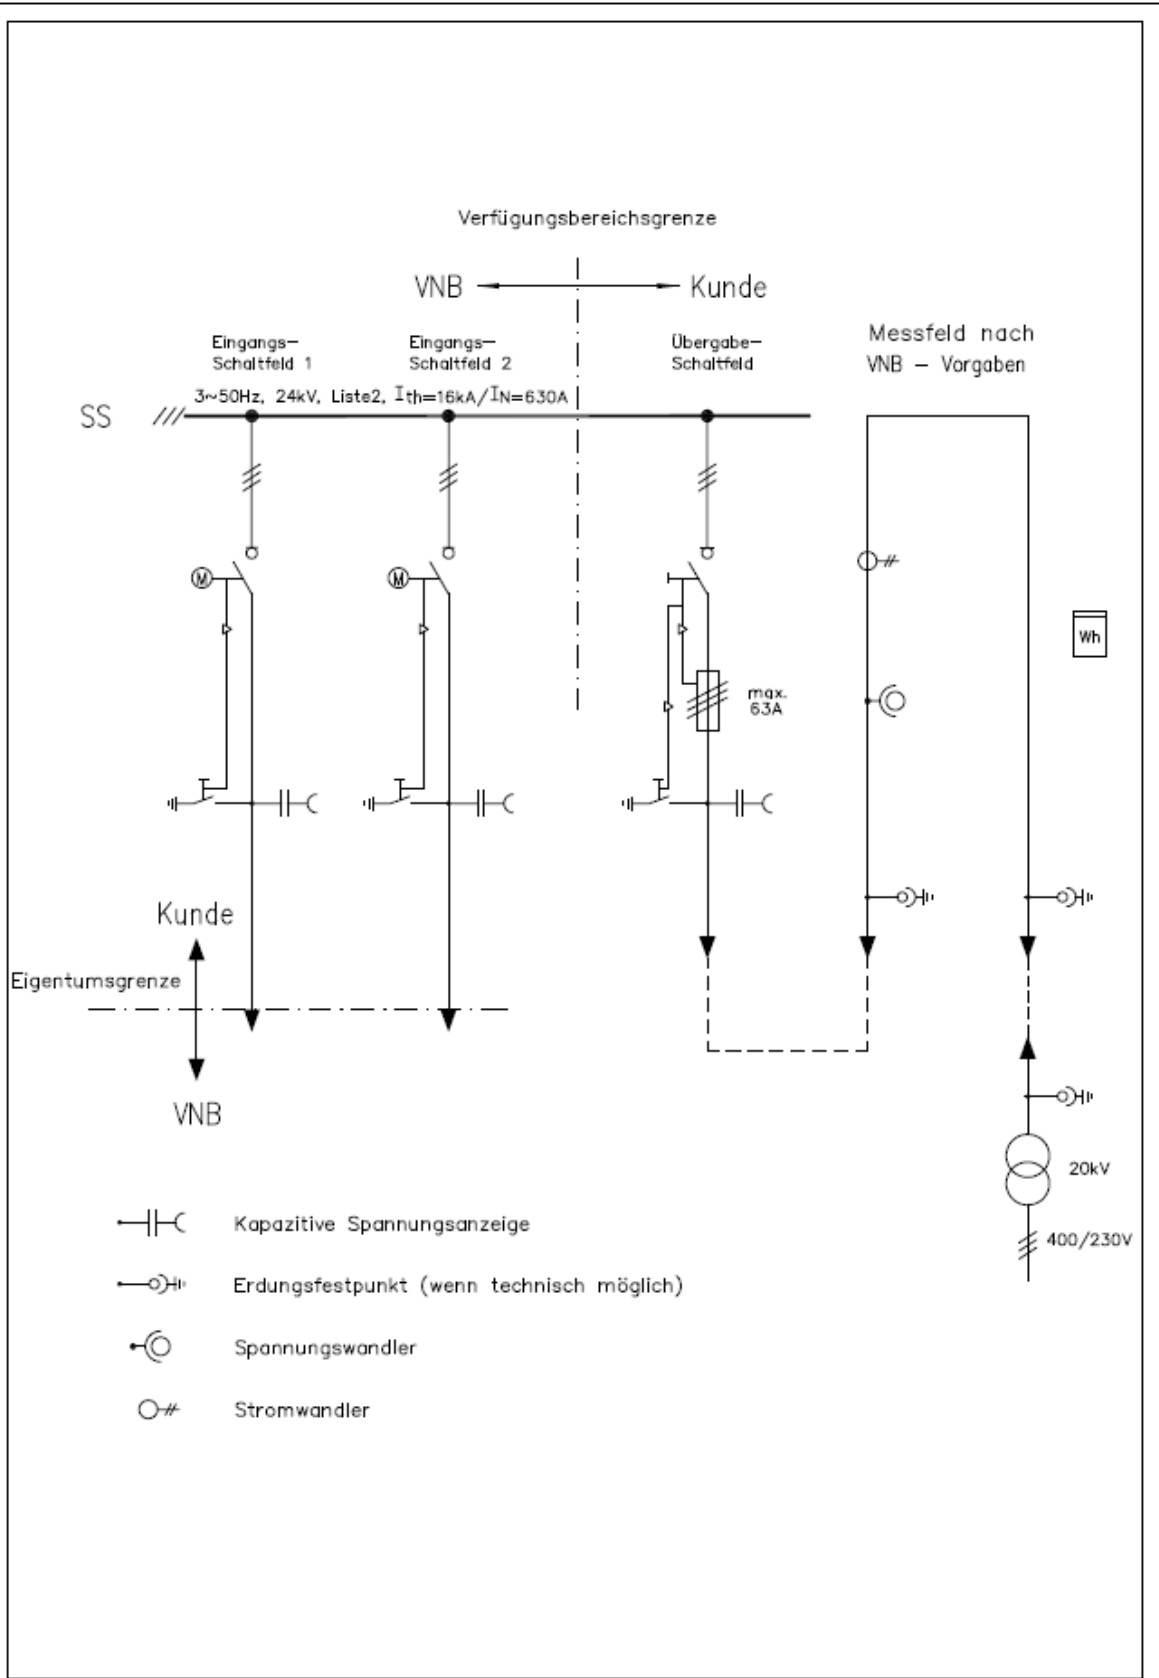 Verfügungsbereichsgrenze
VNB
Kunde
Eingangs–
Schaltfeld 1
Eingangs–
Schaltfeld 2
Übergabe–
Schaltfeld
Messfeld nach
VNB – Vorgaben
3~50Hz, 24kV, Liste2, Ith=16kA/IN=630A
SS
M
M
Wh
max.
63A
Kunde
Eigentumsgrenze
VNB
20kV
400/230V
Kapazitive Spannungsanzeige
Erdungsfestpunkt (wenn technisch möglich)
Spannungswandler
Stromwandler